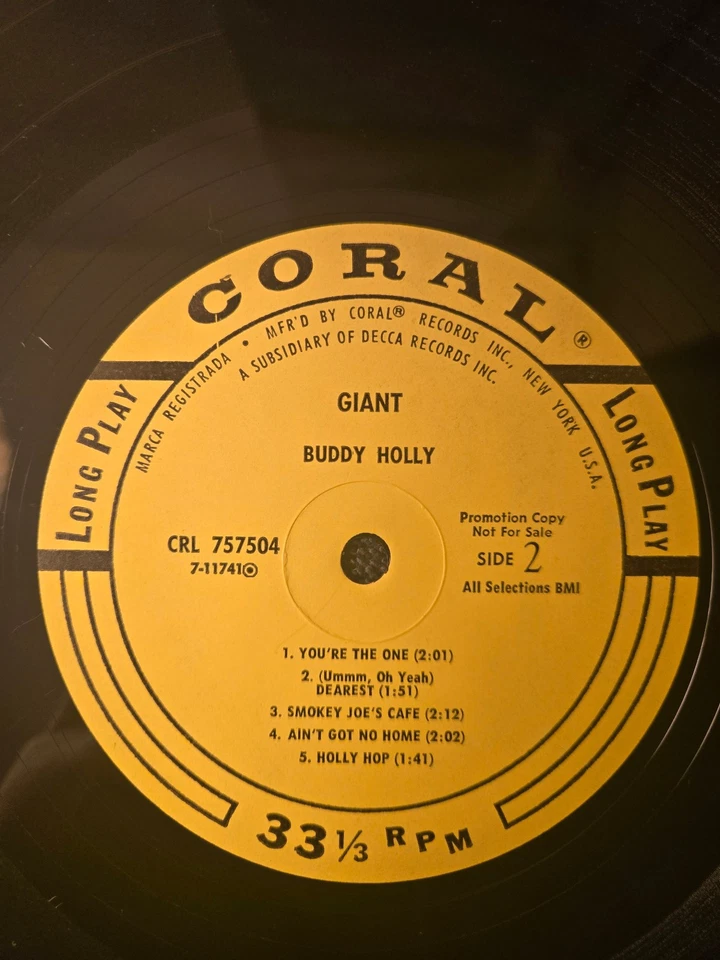 CORAL®
MARCA REGISTRADA • MFR'D BY CORAL® RECORDS INC., NEW YORK U.S.A.
A SUBSIDIARY OF DECCA RECORDS INC.
LONG PLAY
LONG PLAY
GIANT
BUDDY HOLLY
CRL 757504
7-11741
Promotion Copy
Not For Sale
SIDE 2
All Selections BMI
1. YOU'RE THE ONE (2:01)
2. (Ummm, Oh Yeah)
DEAREST (1:51)
3. SMOKEY JOE'S CAFE (2:12)
4. AIN'T GOT NO HOME (2:02)
5. HOLLY HOP (1:41)
33 1/3 RPM